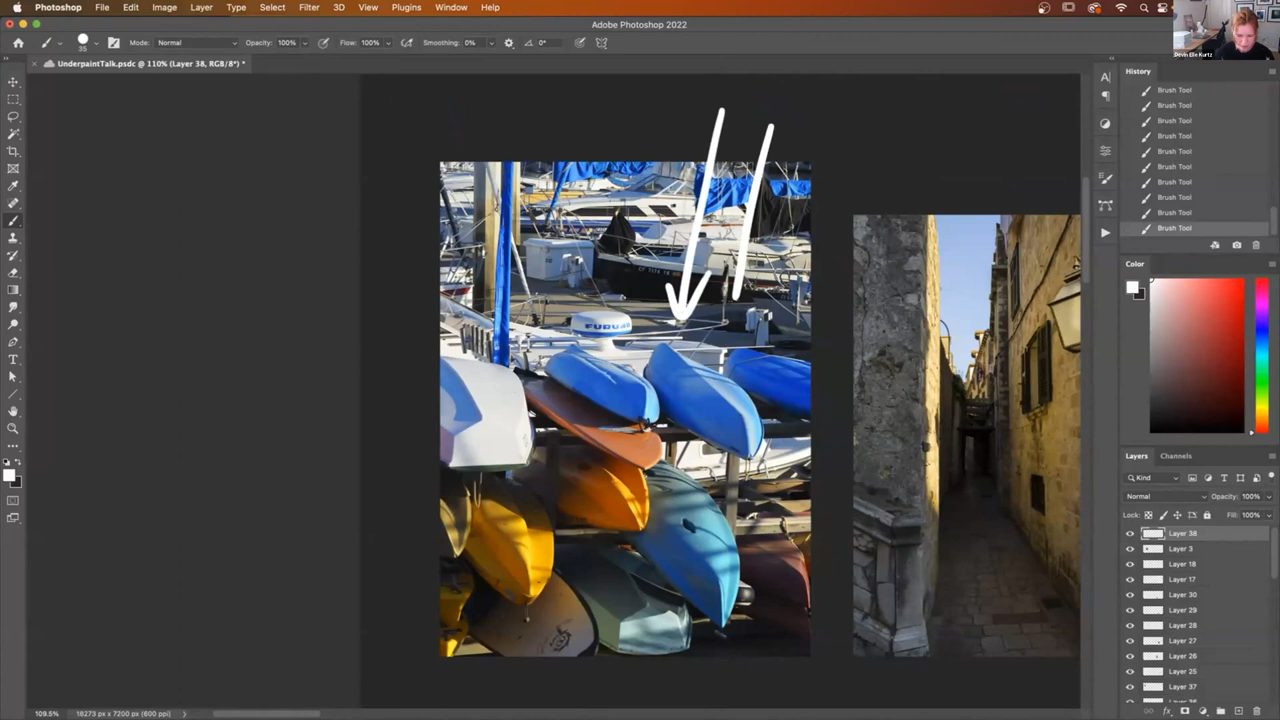 Photoshop File Edit Image Layer Type Select Filter 3D View Plugins Window Help
Adobe Photoshop 2022
35 Mode: Normal Opacity: 100% Flow: 100% Smoothing: 0% 0°
UnderpaintTalk.psdc @ 110% (Layer 38, RGB/8*) *
Devin Elle Kurtz
History
Brush Tool
Brush Tool
Brush Tool
Brush Tool
Brush Tool
Brush Tool
Brush Tool
Brush Tool
Brush Tool
Brush Tool
Color
Layers Channels
Kind
Normal Opacity: 100%
Lock: Fill: 100%
Layer 38
Layer 3
Layer 18
Layer 17
Layer 30
Layer 29
Layer 28
Layer 27
Layer 26
Layer 25
Layer 37
FURUNO
109.5% 18273 px x 7200 px (600 ppi)